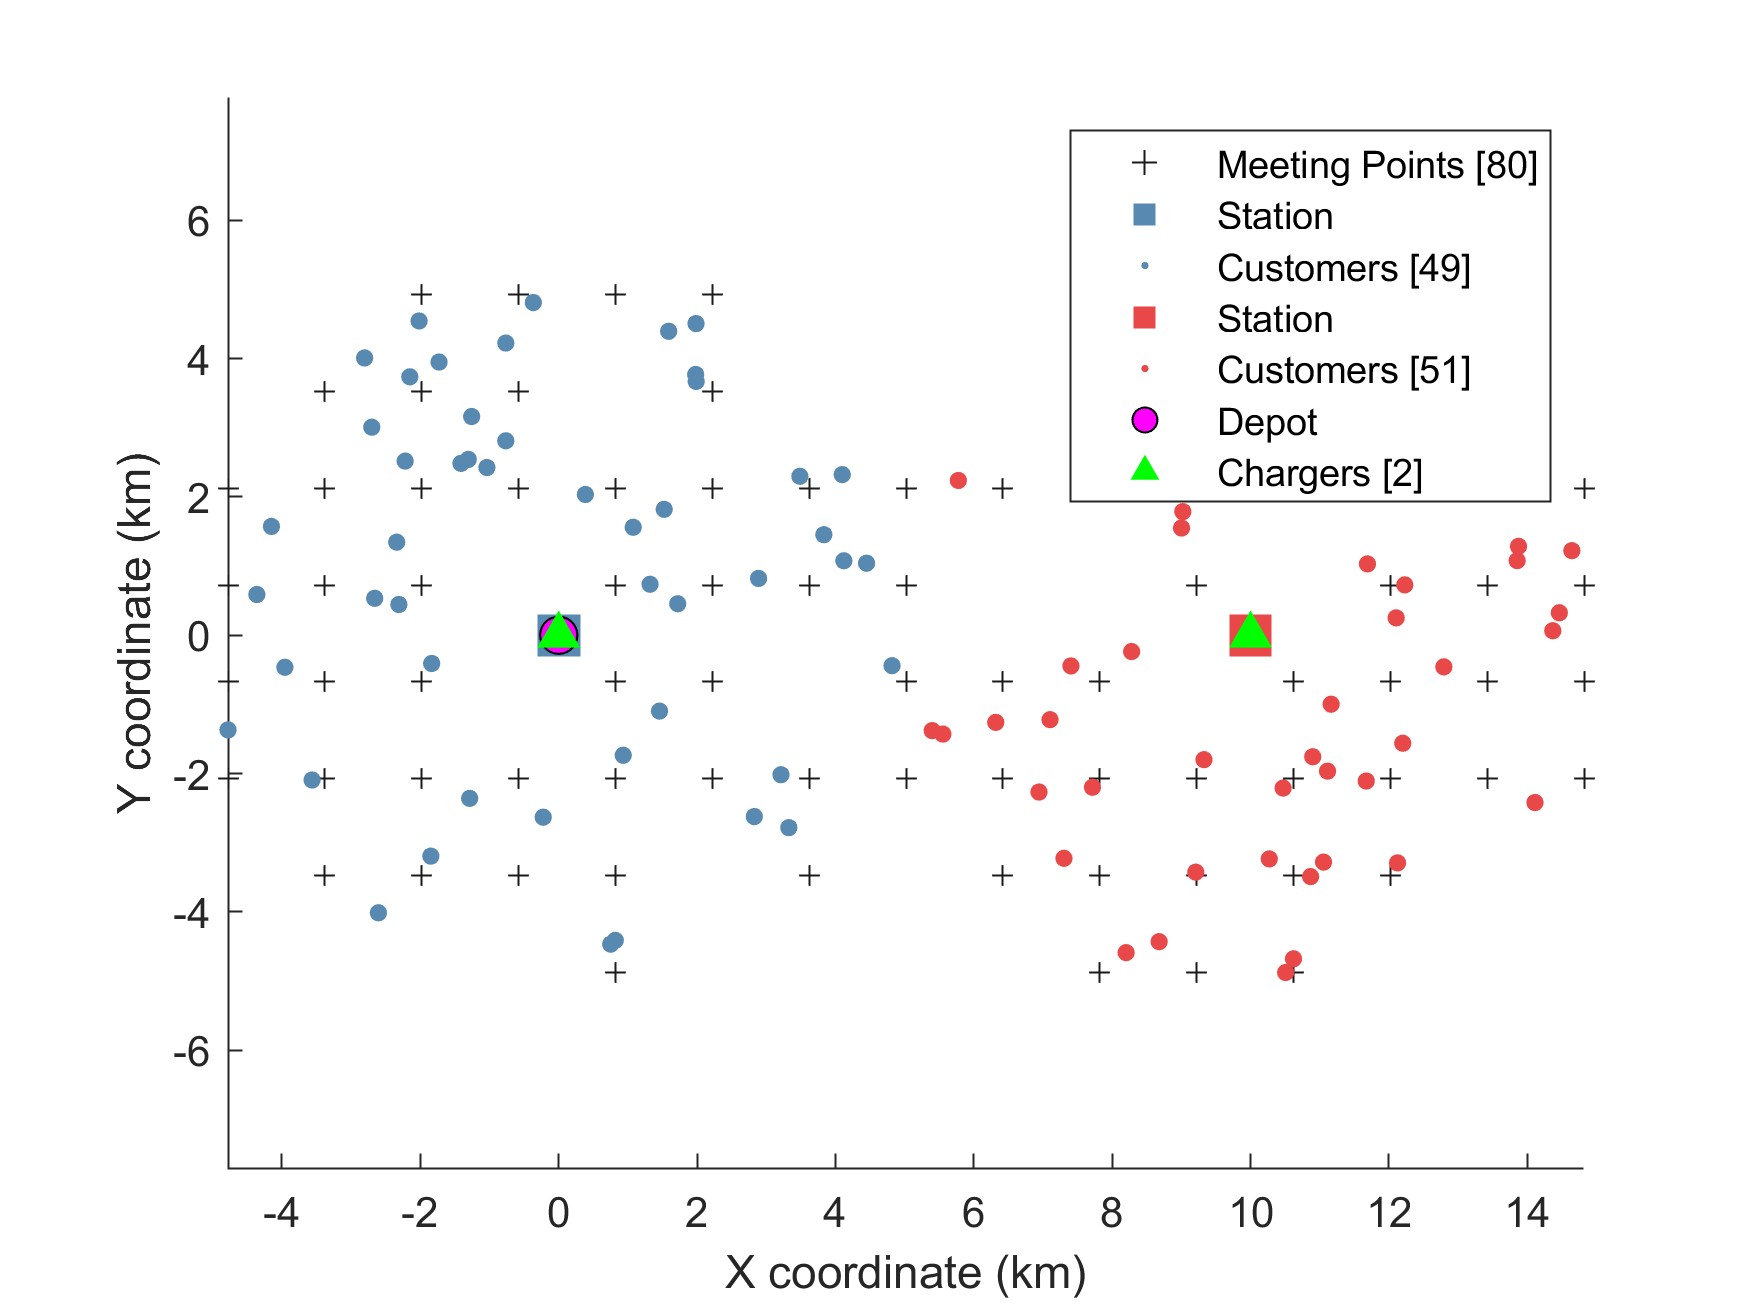 Meeting Points [80]
Station
Customers [49]
Station
Customers [51]
Depot
Chargers [2]
6
4
2
0
-2
-4
-6
Y coordinate (km)
-4 -2 0 2 4 6 8 10 12 14
X coordinate (km)